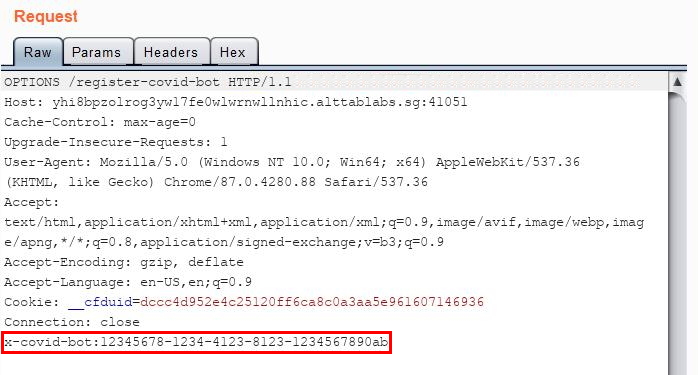 Request
Raw Params Headers Hex
OPTIONS /register-covid-bot HTTP/1.1
Host: yhi8bpzolrog3yw17fe0wlwrnwllnhic.alttablabs.sg:41051
Cache-Control: max-age=0
Upgrade-Insecure-Requests: 1
User-Agent: Mozilla/5.0 (Windows NT 10.0; Win64; x64) AppleWebKit/537.36
(KHTML, like Gecko) Chrome/87.0.4280.88 Safari/537.36
Accept:
text/html,application/xhtml+xml,application/xml;q=0.9,image/avif,image/webp,imag
e/apng,*/*;q=0.8,application/signed-exchange;v=b3;q=0.9
Accept-Encoding: gzip, deflate
Accept-Language: en-US,en;q=0.9
Cookie: __cfduid=dccc4d952e4c25120ff6ca8c0a3aa5e961607146936
Connection: close
x-covid-bot:12345678-1234-4123-8123-1234567890ab